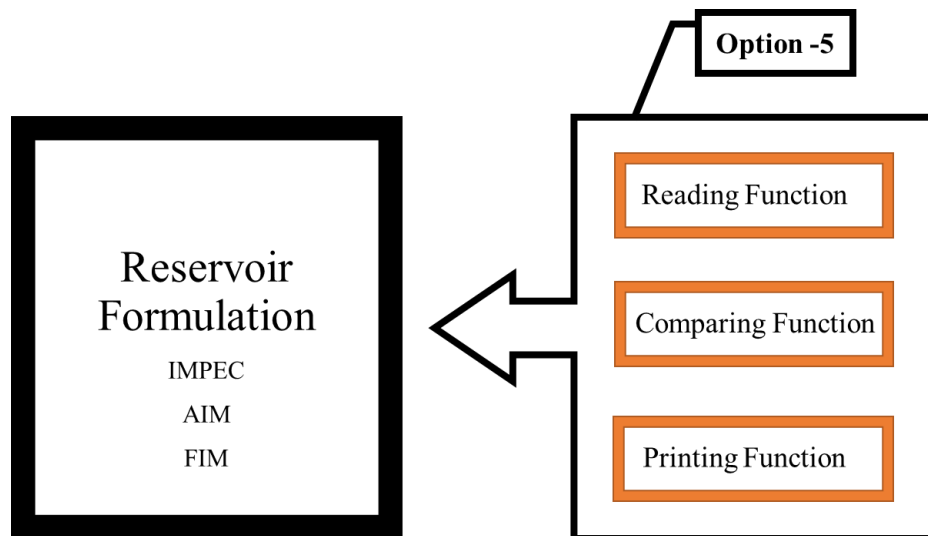 Option -5
Reservoir
Formulation
IMPEC
AIM
FIM
Reading Function
Comparing Function
Printing Function